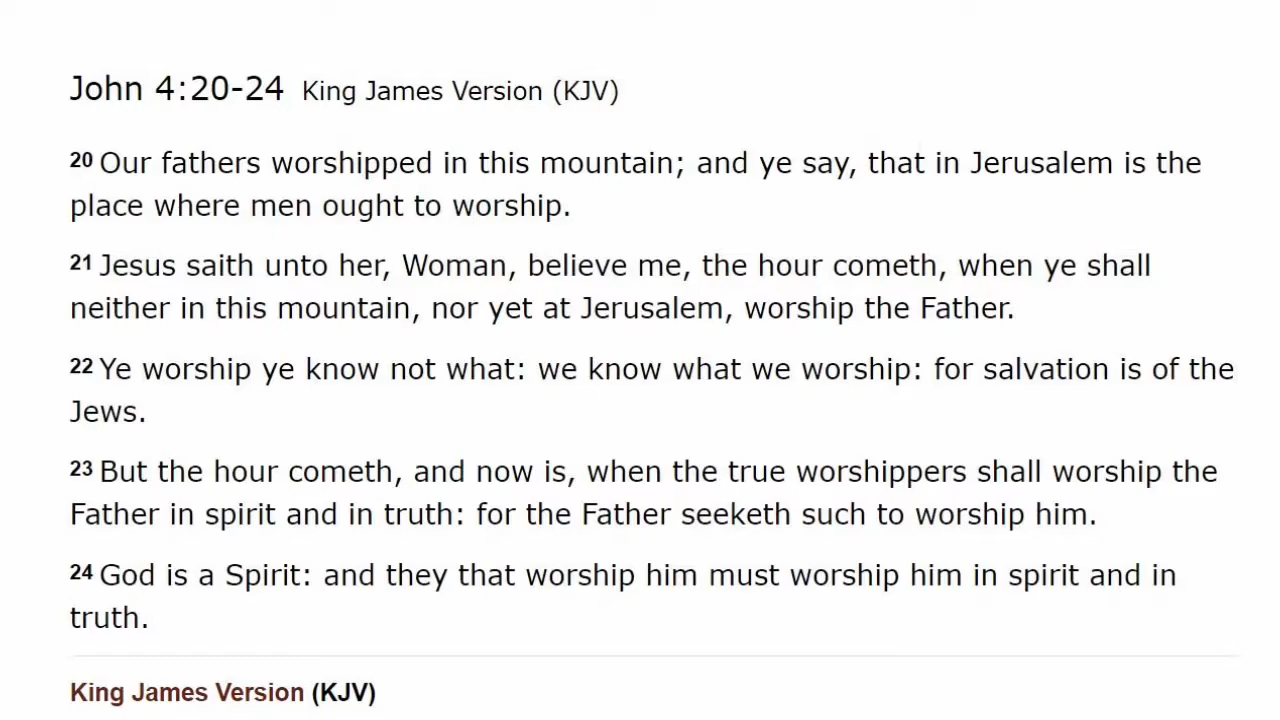 John 4:20-24 King James Version (KJV)
20 Our fathers worshipped in this mountain; and ye say, that in Jerusalem is the
place where men ought to worship.
21 Jesus saith unto her, Woman, believe me, the hour cometh, when ye shall
neither in this mountain, nor yet at Jerusalem, worship the Father.
22 Ye worship ye know not what: we know what we worship: for salvation is of the
Jews.
23 But the hour cometh, and now is, when the true worshippers shall worship the
Father in spirit and in truth: for the Father seeketh such to worship him.
24 God is a Spirit: and they that worship him must worship him in spirit and in
truth.
King James Version (KJV)